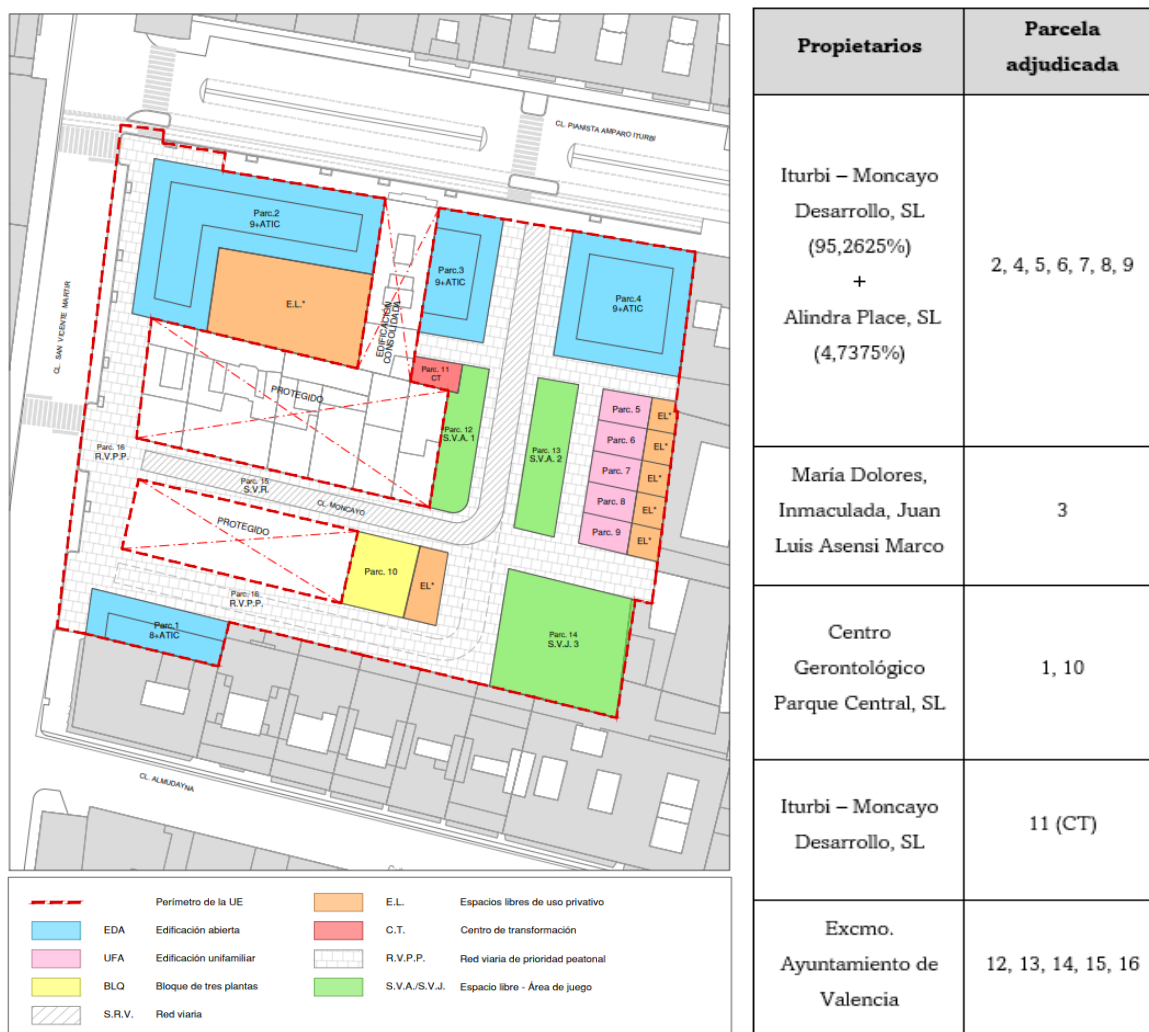 CL. PIANISTA AMPARO ITURBI
CL. SAN VICENTE MARTIR
Parc.2
9+ATIC
Parc.3
9+ATIC
Parc.4
9+ATIC
E.L.*
EDIFICACIÓN
CONSOLIDADA
Parc. 11
CT
PROTEGIDO
Parc. 12
S.V.A. 1
Parc. 13
S.V.A. 2
Parc. 5
EL*
Parc. 6
EL*
Parc. 7
EL*
Parc. 8
EL*
Parc. 9
EL*
Parc. 16
R.V.P.P.
Parc. 15
S.V.R.
CL. MONCAYO
PROTEGIDO
Parc. 10
EL*
Parc. 16
R.V.P.P.
Parc.1
8+ATIC
Parc. 14
S.V.J. 3
CL. ALMUDAYNA
Perímetro de la UE
EDA Edificación abierta
UFA Edificación unifamiliar
BLQ Bloque de tres plantas
S.R.V. Red viaria
E.L. Espacios libres de uso privativo
C.T. Centro de transformación
R.V.P.P. Red viaria de prioridad peatonal
S.V.A./S.V.J. Espacio libre - Área de juego
Propietarios
Parcela
adjudicada
Iturbi – Moncayo
Desarrollo, SL
(95,2625%)
+
Alindra Place, SL
(4,7375%)
2, 4, 5, 6, 7, 8, 9
María Dolores,
Inmaculada, Juan
Luis Asensi Marco
3
Centro
Gerontológico
Parque Central, SL
1, 10
Iturbi – Moncayo
Desarrollo, SL
11 (CT)
Excmo.
Ayuntamiento de
Valencia
12, 13, 14, 15, 16